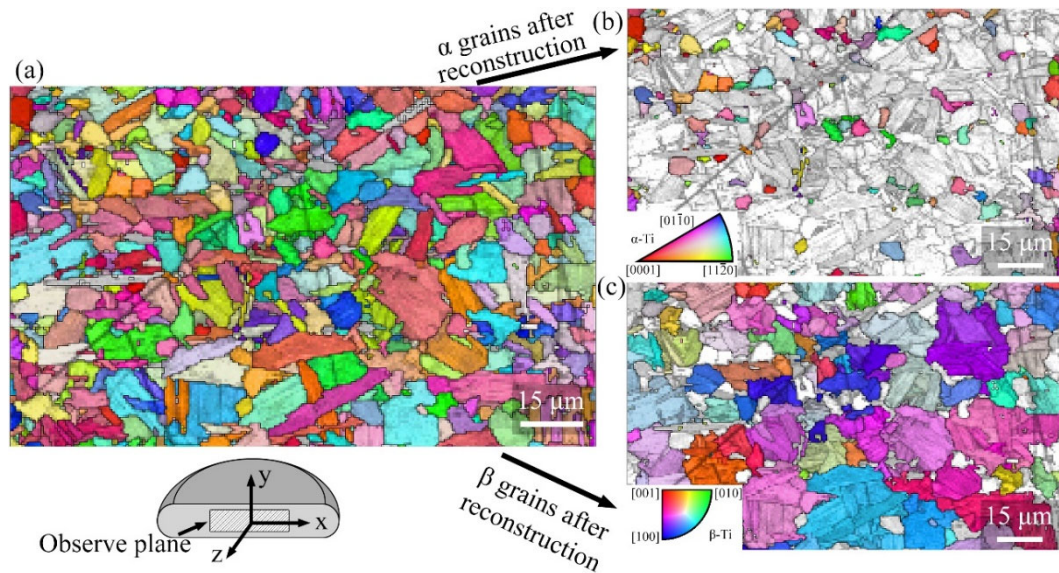 (a)
α grains after
reconstruction
(b)
[011̅0]
α-Ti
[0001]
[112̅0]
15 μm
15 μm
(c)
[001]
[010]
[100]
β-Ti
15 μm
β grains after
reconstruction
y
x
z
Observe plane